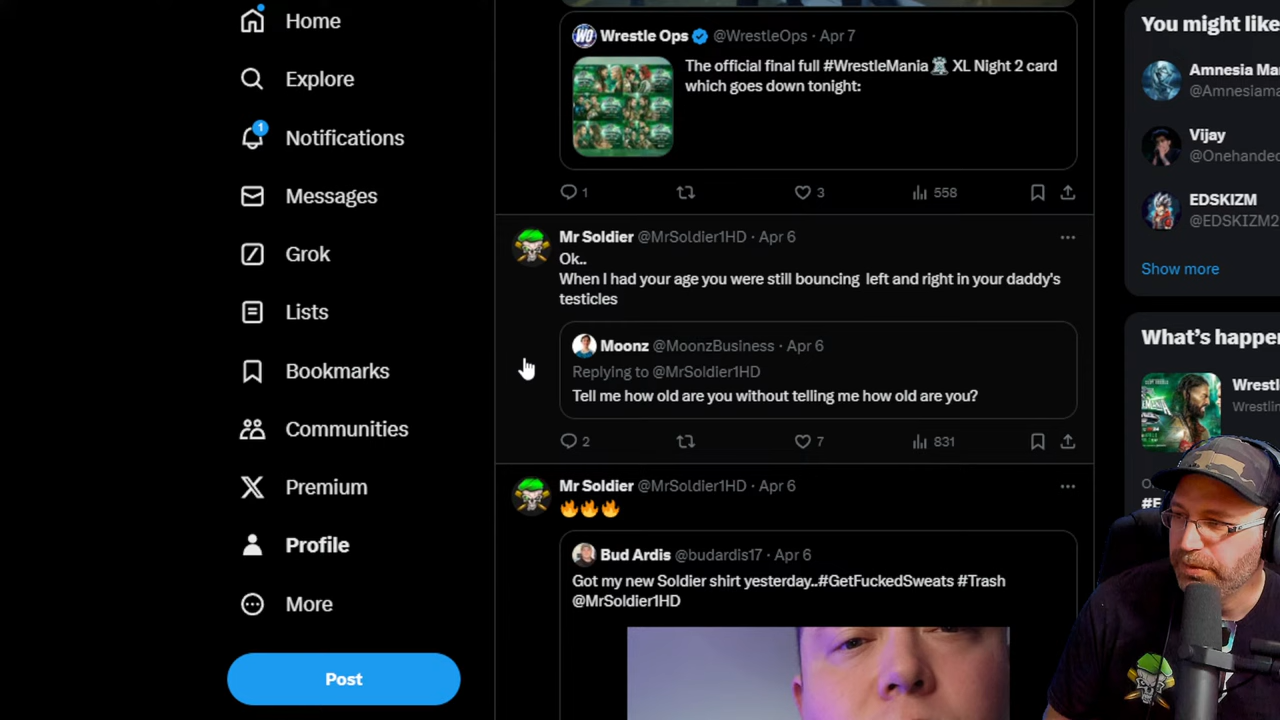 Home
Explore
1
Notifications
Messages
Grok
Lists
Bookmarks
Communities
Premium
Profile
More
Post
WO Wrestle Ops @WrestleOps · Apr 7
The official final full #WrestleMania XL Night 2 card
which goes down tonight:
1 3 558
Mr Soldier @MrSoldier1HD · Apr 6
Ok..
When I had your age you were still bouncing left and right in your daddy's
testicles
Moonz @MoonzBusiness · Apr 6
Replying to @MrSoldier1HD
Tell me how old are you without telling me how old are you?
2 7 831
Mr Soldier @MrSoldier1HD · Apr 6
🔥🔥🔥
Bud Ardis @budardis17 · Apr 6
Got my new Soldier shirt yesterday..#GetFuckedSweats #Trash
@MrSoldier1HD
You might like
Amnesia Ma
@Amnesiama
Vijay
@Onehanded
EDSKIZM
@EDSKIZM2
Show more
What's happe
Wrestl
Wrestlin
#E